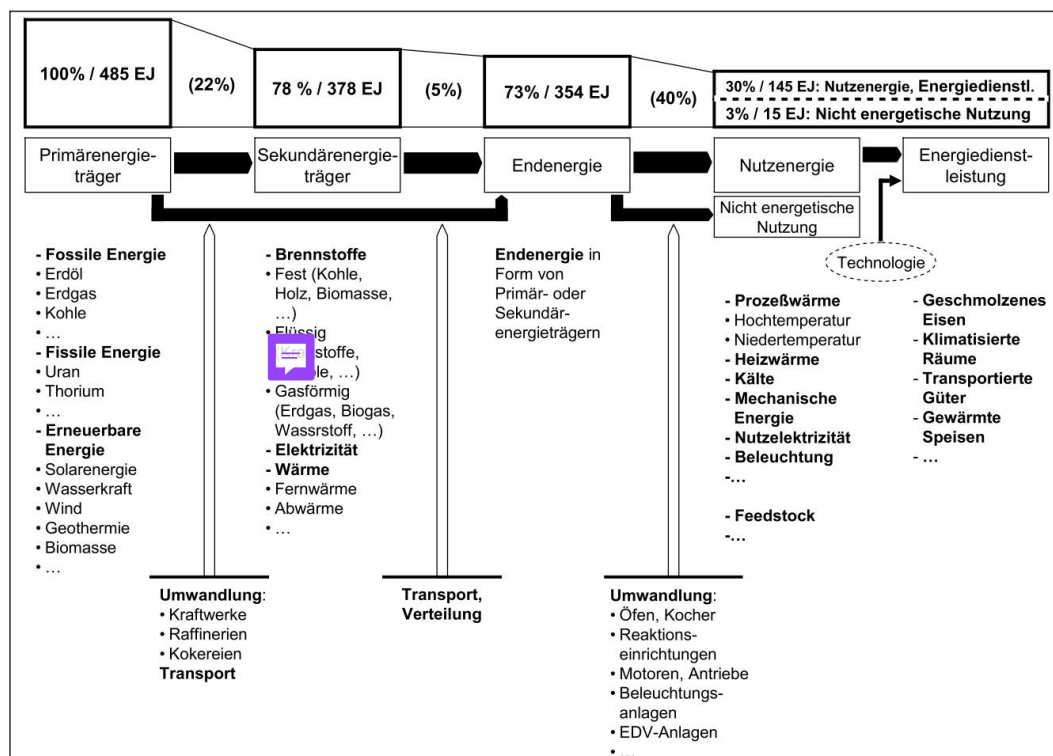 100% / 485 EJ
(22%)
78 % / 378 EJ
(5%)
73% / 354 EJ
(40%)
30% / 145 EJ: Nutzenergie, Energiedienstl.
3% / 15 EJ: Nicht energetische Nutzung
Primärenergie-
träger
Sekundärenergie-
träger
Endenergie
Nutzenergie
Energiedienst-
leistung
Nicht energetische
Nutzung
Technologie
- Fossile Energie
• Erdöl
• Erdgas
• Kohle
• …
- Fissile Energie
• Uran
• Thorium
• …
- Erneuerbare
Energie
• Solarenergie
• Wasserkraft
• Wind
• Geothermie
• Biomasse
• …
- Brennstoffe
• Fest (Kohle,
Holz, Biomasse,
…)
• Flüssig
…)
• Gasförmig
(Erdgas, Biogas,
Wassrstoff, …)
- Elektrizität
- Wärme
• Fernwärme
• Abwärme
• …
Endenergie in
Form von
Primär- oder
Sekundär-
energieträgern
- Prozeßwärme
• Hochtemperatur
• Niedertemperatur
- Heizwärme
- Kälte
- Mechanische
Energie
- Nutzelektrizität
- Beleuchtung
-…
- Feedstock
-…
- Geschmolzenes
Eisen
- Klimatisierte
Räume
- Transportierte
Güter
- Gewärmte
Speisen
- …
Umwandlung:
• Kraftwerke
• Raffinerien
• Kokereien
Transport
Transport,
Verteilung
Umwandlung:
• Öfen, Kocher
• Reaktions-
einrichtungen
• Motoren, Antriebe
• Beleuchtungs-
anlagen
• EDV-Anlagen
• …